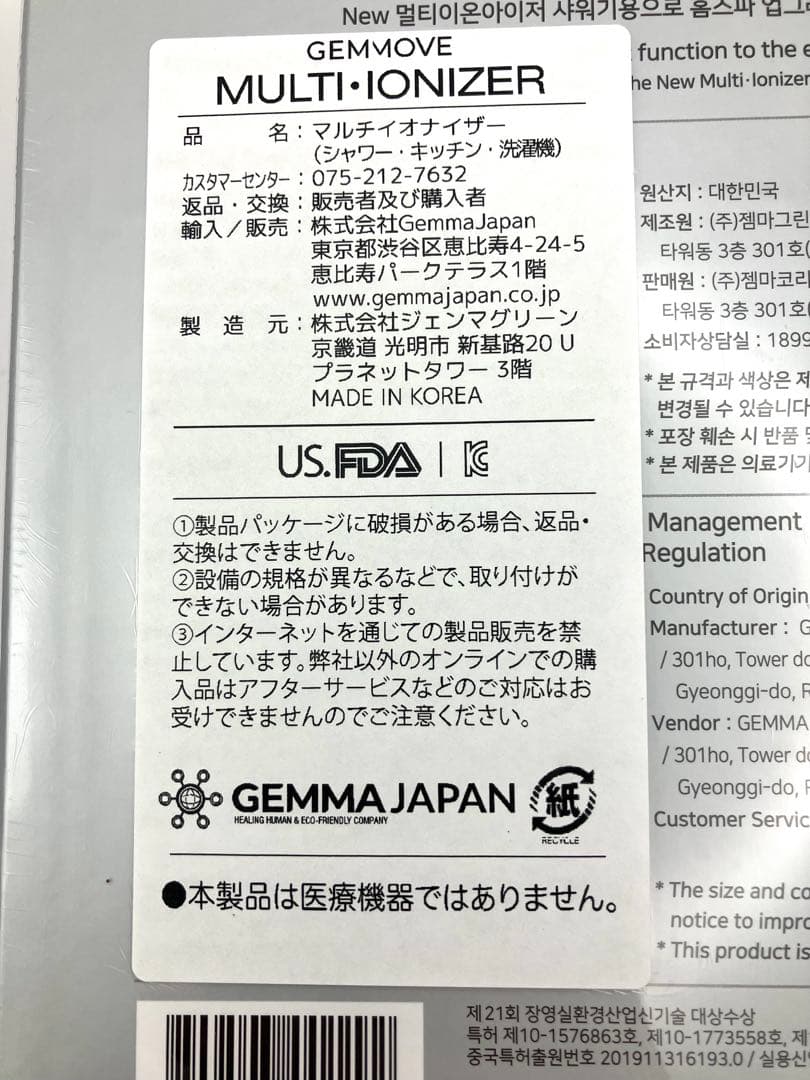 New 멀티이온아이저 샤워기용으로 홈스파 업그
function to the
he New Multi·Ionizer
GEMMOVE
MULTI·IONIZER
品 名：マルチイオナイザー
（シャワー・キッチン・洗濯機）
カスタマーセンター：075-212-7632
返品・交換：販売者及び購入者
輸入／販売：株式会社GemmaJapan
東京都渋谷区恵比寿4-24-5
恵比寿パークテラス1階
www.gemmajapan.co.jp
製 造 元：株式会社ジェンマグリーン
京畿道 光明市 新基路20 U
プラネットタワー 3階
MADE IN KOREA
US.FDA | KC
①製品パッケージに破損がある場合、返品・
交換はできません。
②設備の規格が異なるなどで、取り付けが
できない場合があります。
③インターネットを通じての製品販売を禁
止しています。弊社以外のオンラインでの購
入品はアフターサービスなどのご対応はお
受けできませんのでご注意ください。
GEMMA JAPAN
HEALING HUMAN & ECO-FRIENDLY COMPANY
紙
RECYCLE
●本製品は医療機器ではありません。
원산지 : 대한민국
제조원 : (주)젬마그린
타워동 3층 301호(
판매원 : (주)젬마코리
타워동 3층 301호(
소비자상담실 : 1899
* 본 규격과 색상은 제
변경될 수 있습니다
* 포장 훼손 시 반품 및
* 본 제품은 의료기기
Management
Regulation
Country of Origin
Manufacturer : G
/ 301ho, Tower do
Gyeonggi-do, R
Vendor : GEMMA
/ 301ho, Tower do
Gyeonggi-do, R
Customer Servic
* The size and co
notice to impro
* This product is
제 21회 장영실환경산업신기술 대상수상
특허 제10-1576863호, 제10-1773558호, 제
중국특허출원번호 201911316193.0 / 실용신안